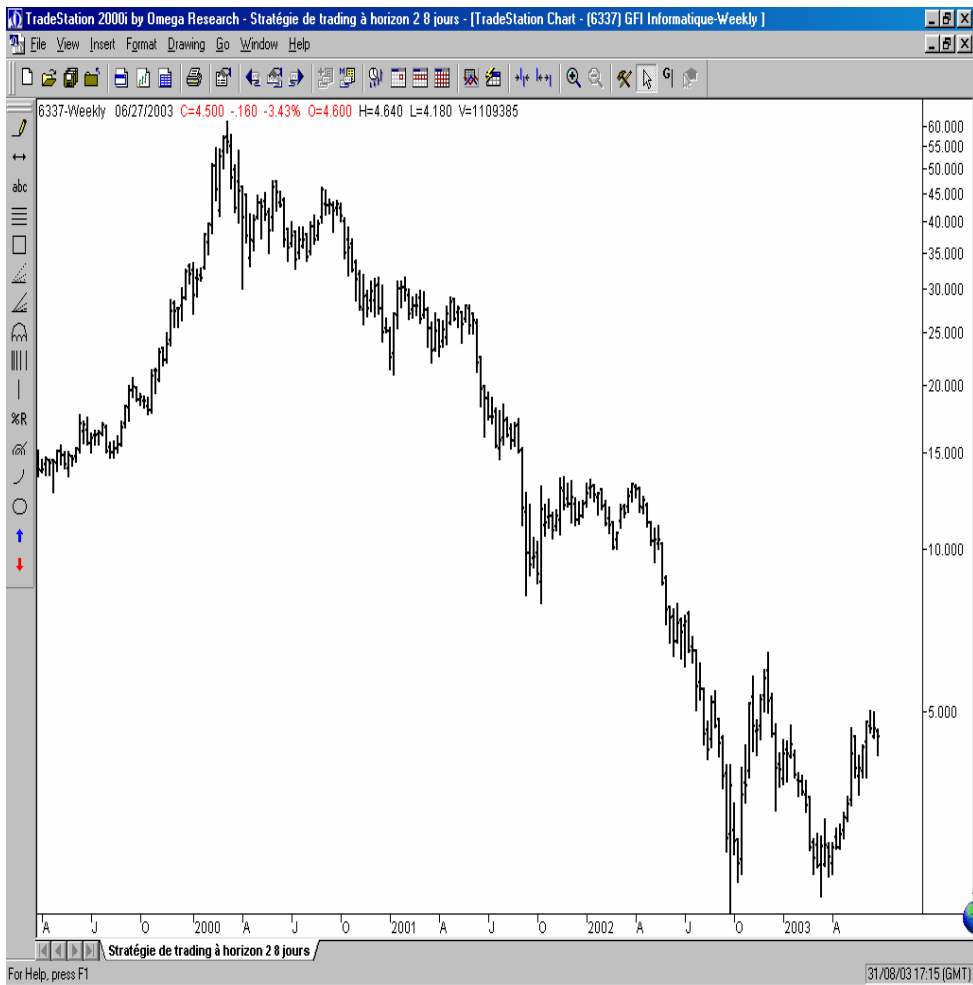 TradeStation 2000i by Omega Research - Stratégie de trading à horizon 2 8 jours - [TradeStation Chart - (6337) GFI Informatique-Weekly ]
File View Insert Format Drawing Go Window Help
6337-Weekly 06/27/2003 C=4.500 -.160 -3.43% O=4.600 H=4.640 L=4.180 V=1109385
abc
%R
60.000
55.000
50.000
45.000
40.000
35.000
30.000
25.000
20.000
15.000
10.000
5.000
A J O 2000 A J O 2001 A J O 2002 A J O 2003 A
Stratégie de trading à horizon 2 8 jours
For Help, press F1
31/08/03 17:15 (GMT)